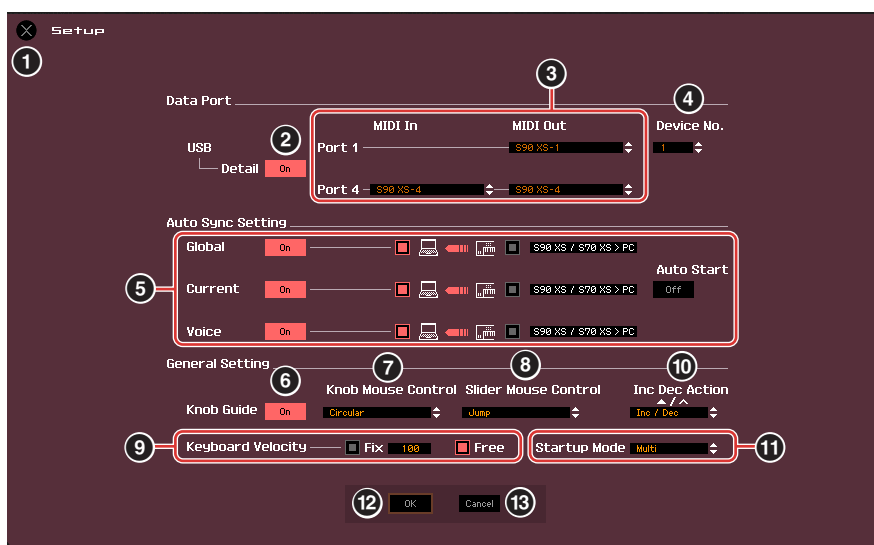 Setup
1
3
4
Data Port
MIDI In MIDI Out Device No.
2
USB Port 1 S90 XS-1 1
Detail On
Port 4 S90 XS-4 S90 XS-4
Auto Sync Setting
Global On S90 XS / S70 XS > PC
Auto Start
5 Current On S90 XS / S70 XS > PC Off
Voice On S90 XS / S70 XS > PC
General Setting
6 7 8 10
Knob Mouse Control Slider Mouse Control Inc Dec Action
/
Knob Guide On Circular Jump Inc / Dec
9 Keyboard Velocity Fix 100 Free Startup Mode Multi 11
12 OK Cancel 13